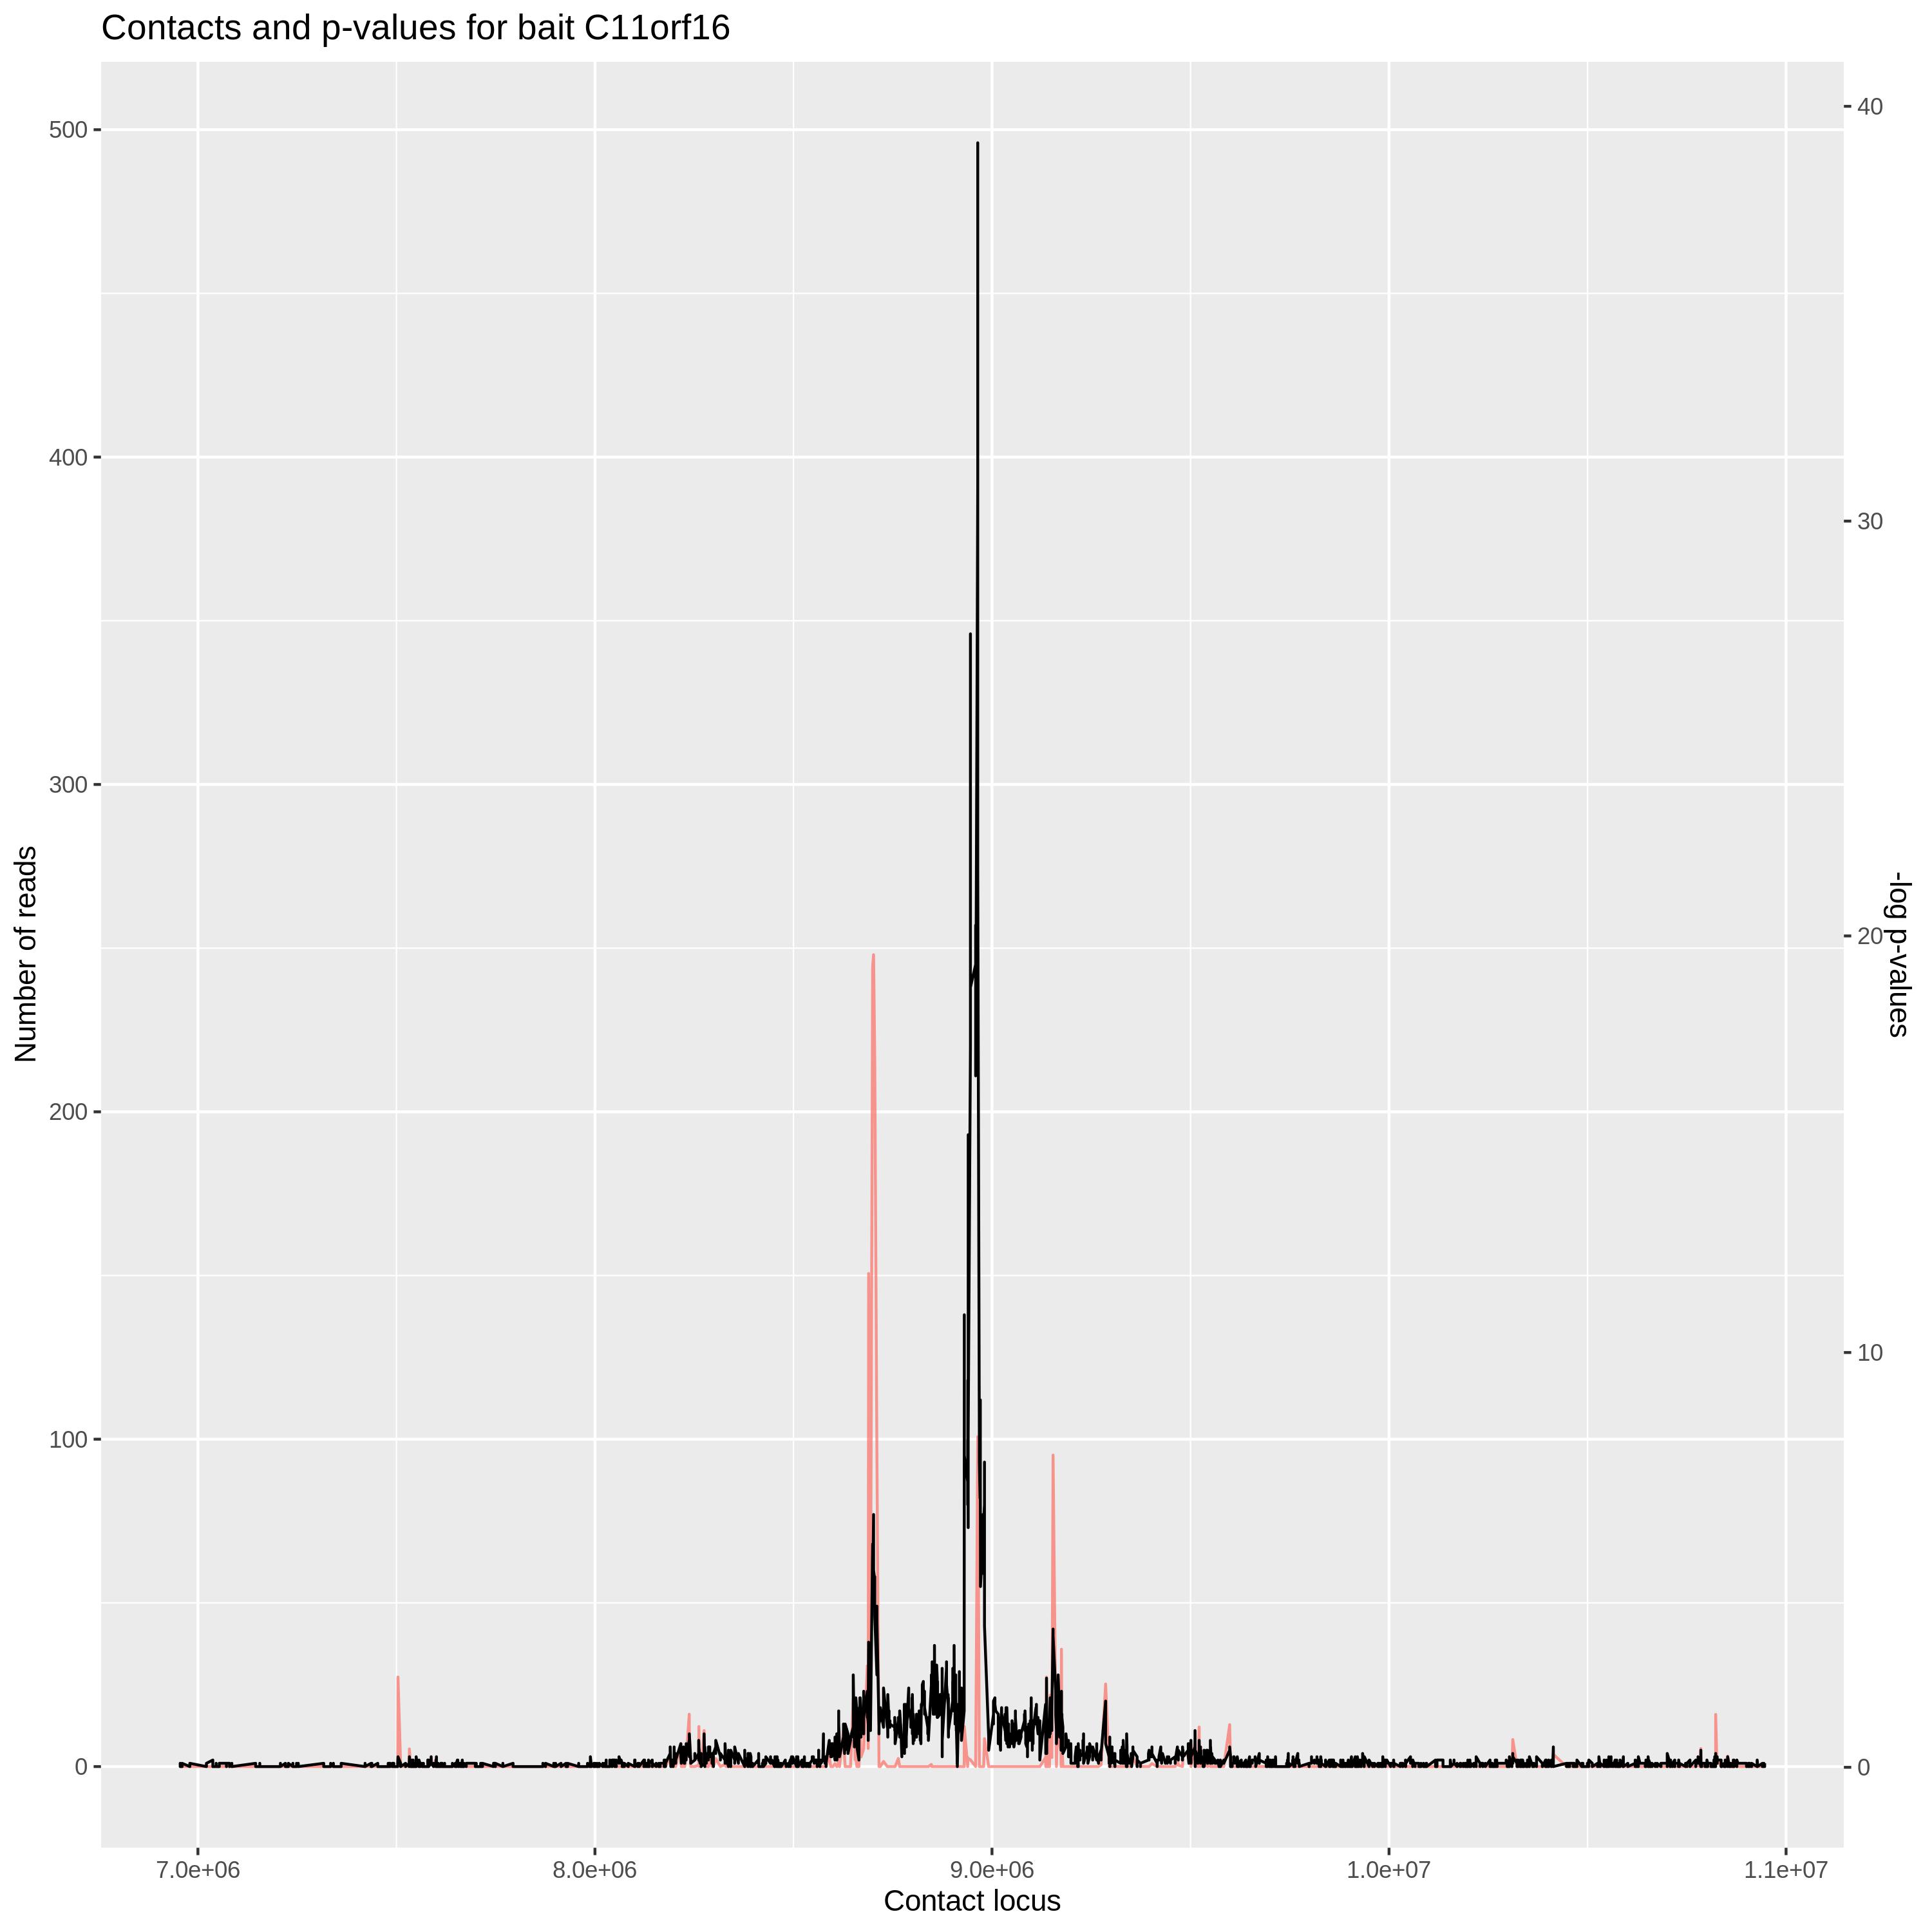 Contacts and p-values for bait C11orf16
500
400
300
200
100
0
Number of reads
40
30
20
10
0
-log p-values
7.0e+06
8.0e+06
9.0e+06
1.0e+07
1.1e+07
Contact locus